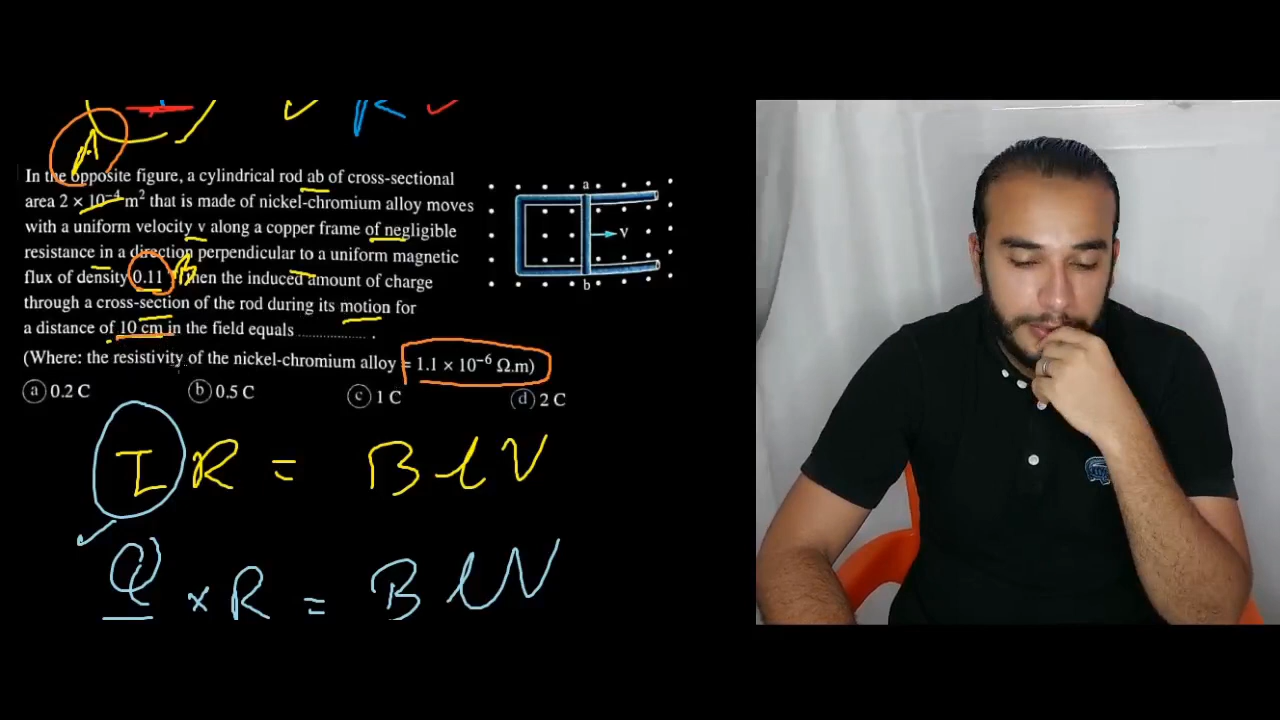 In the opposite figure, a cylindrical rod ab of cross-sectional
area 2 × 10⁻⁴ m² that is made of nickel-chromium alloy moves
with a uniform velocity v along a copper frame of negligible
resistance in a direction perpendicular to a uniform magnetic
flux of density 0.11 B then the induced amount of charge
through a cross-section of the rod during its motion for
a distance of 10 cm in the field equals .................. .
(Where: the resistivity of the nickel-chromium alloy = 1.1 × 10⁻⁶ Ω.m)
a 0.2 C b 0.5 C c 1 C d 2 C
a
v
b
I R = B l V
Q × R = B l V